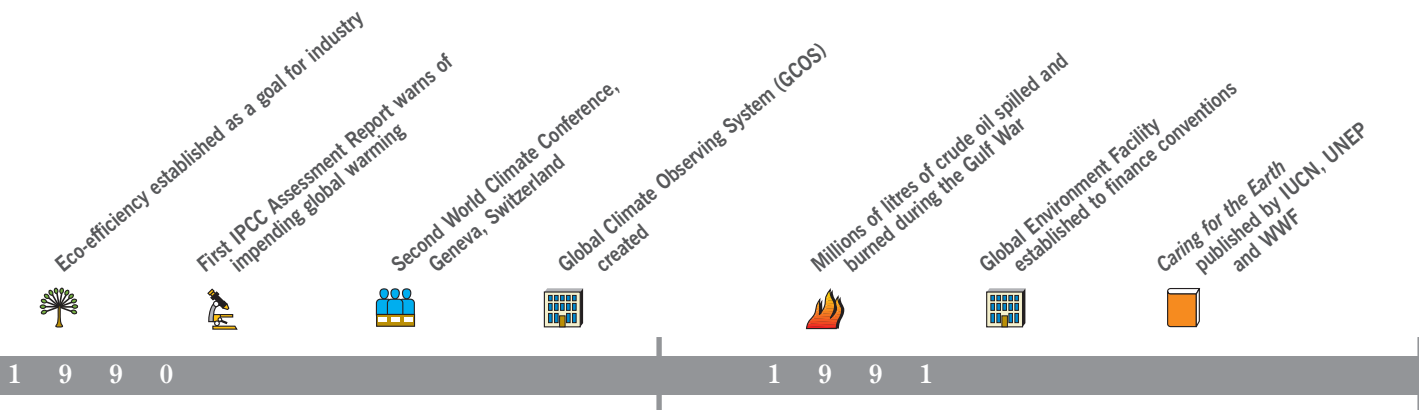 Eco-efficiency established as a goal for industry
First IPCC Assessment Report warns of
impending global warming
Second World Climate Conference,
Geneva, Switzerland
Global Climate Observing System (GCOS)
created
Millions of litres of crude oil spilled and
burned during the Gulf War
Global Environment Facility
established to finance conventions
Caring for the Earth
published by IUCN, UNEP
and WWF
1 9 9 0
1 9 9 1